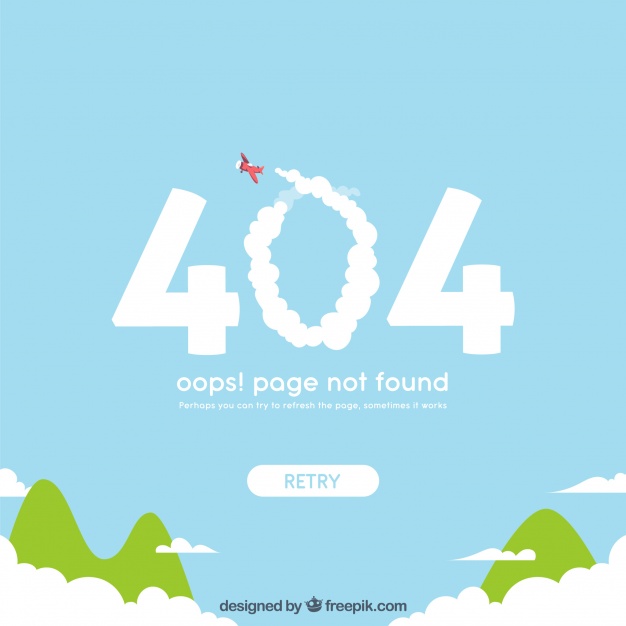 404
oops! page not found
Perhaps you can try to refresh the page, sometimes it works
RETRY
designed by freepik.com